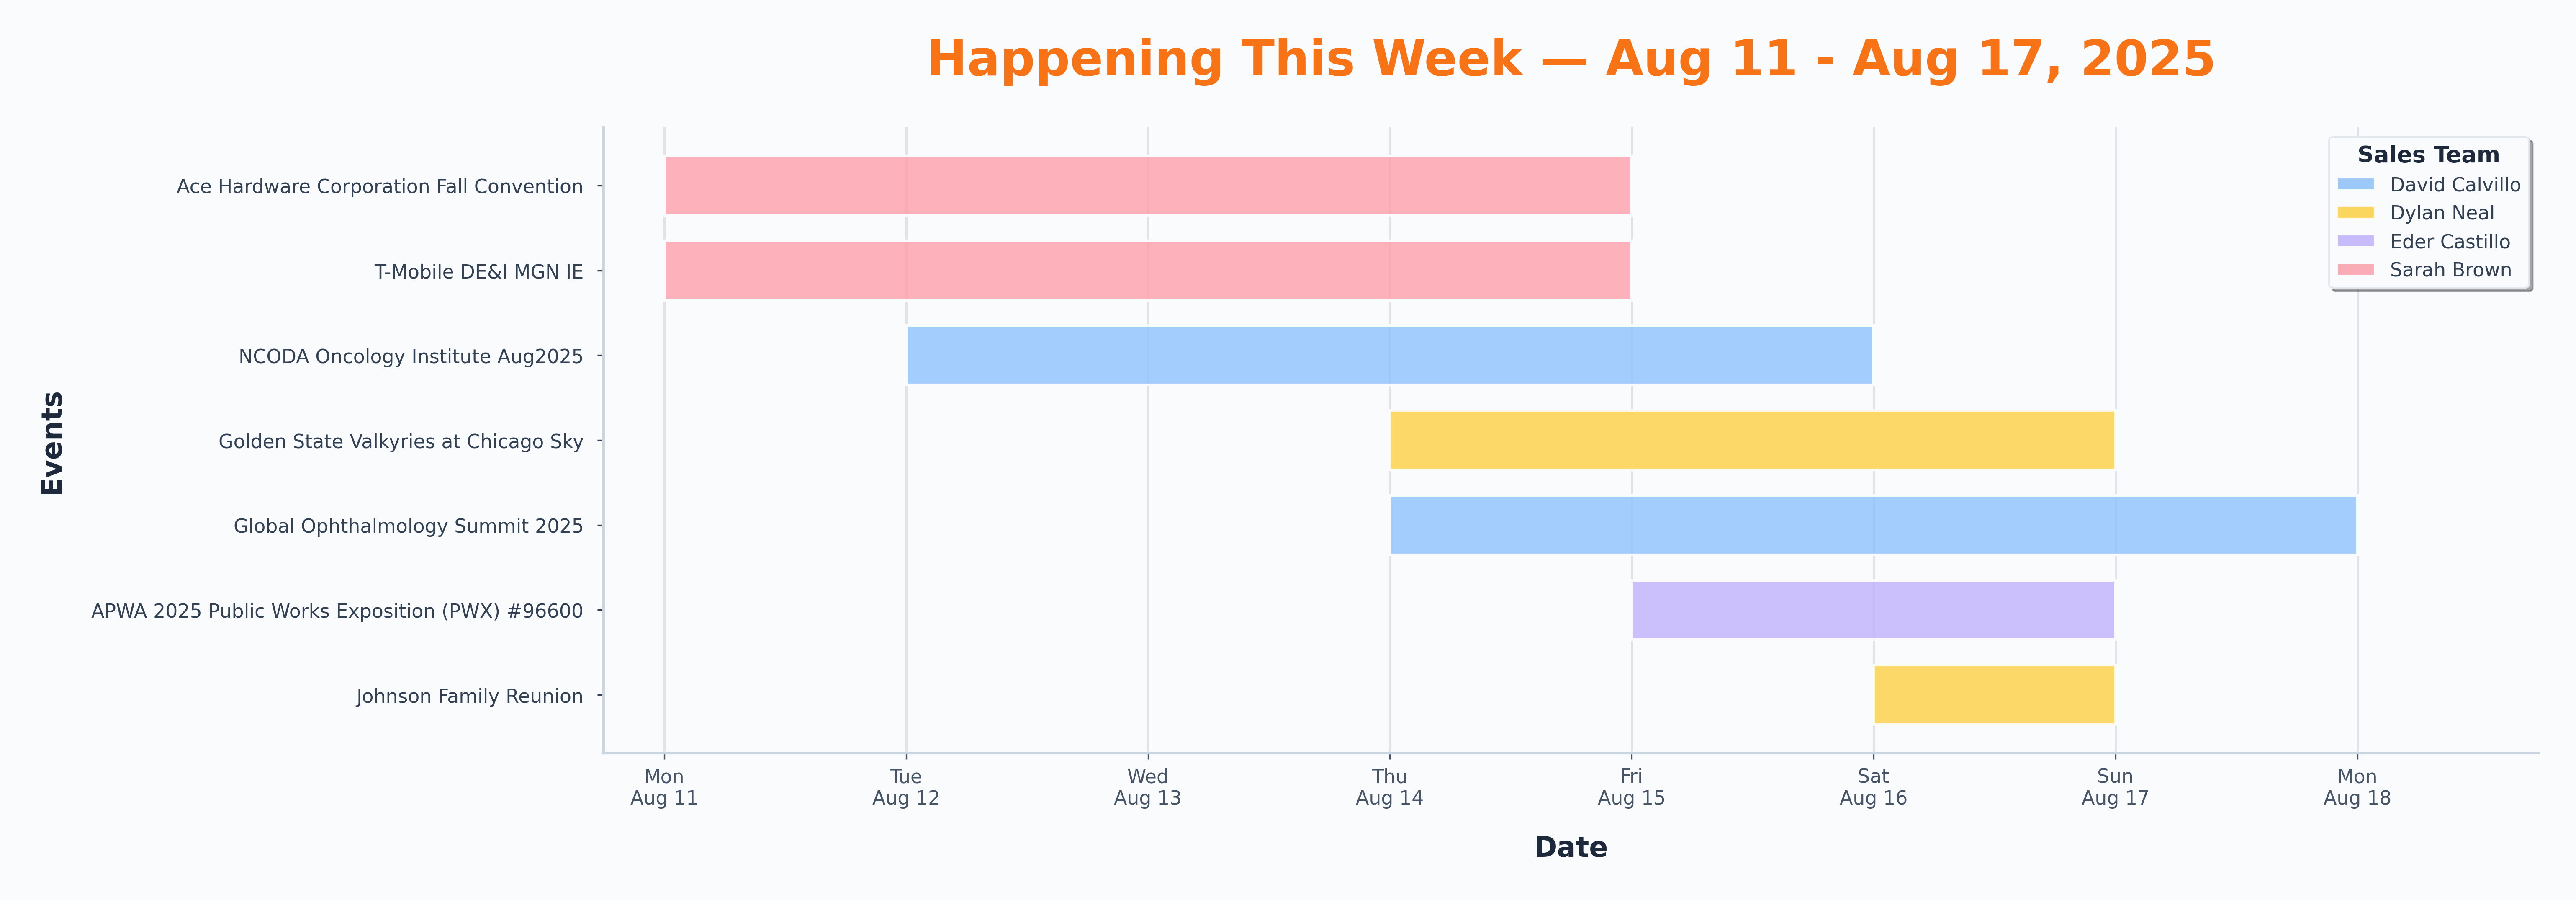 Happening This Week — Aug 11 - Aug 17, 2025
Sales Team
David Calvillo
Dylan Neal
Eder Castillo
Sarah Brown
Events
Ace Hardware Corporation Fall Convention
T-Mobile DE&I MGN IE
NCODA Oncology Institute Aug2025
Golden State Valkyries at Chicago Sky
Global Ophthalmology Summit 2025
APWA 2025 Public Works Exposition (PWX) #96600
Johnson Family Reunion
Mon Tue Wed Thu Fri Sat Sun Mon
Aug 11 Aug 12 Aug 13 Aug 14 Aug 15 Aug 16 Aug 17 Aug 18
Date